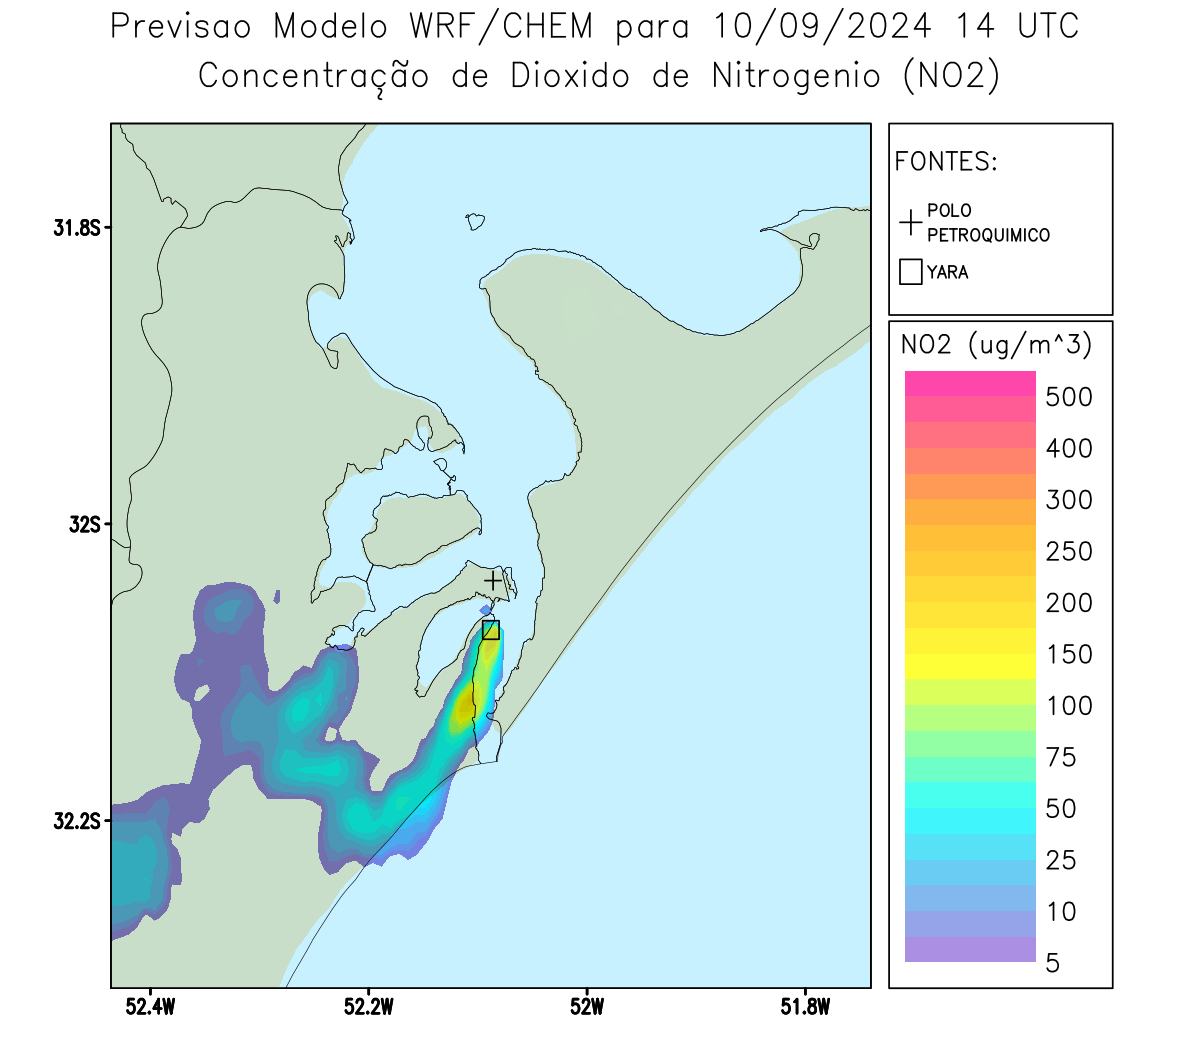 Previsao Modelo WRF/CHEM para 10/09/2024 14 UTC
Concentração de Dioxido de Nitrogenio (NO2)
FONTES:
POLO
PETROQUIMICO
YARA
NO2 (ug/m^3)
500
400
300
250
200
150
100
75
50
25
10
5
31.8S
32S
32.2S
52.4W
52.2W
52W
51.8W